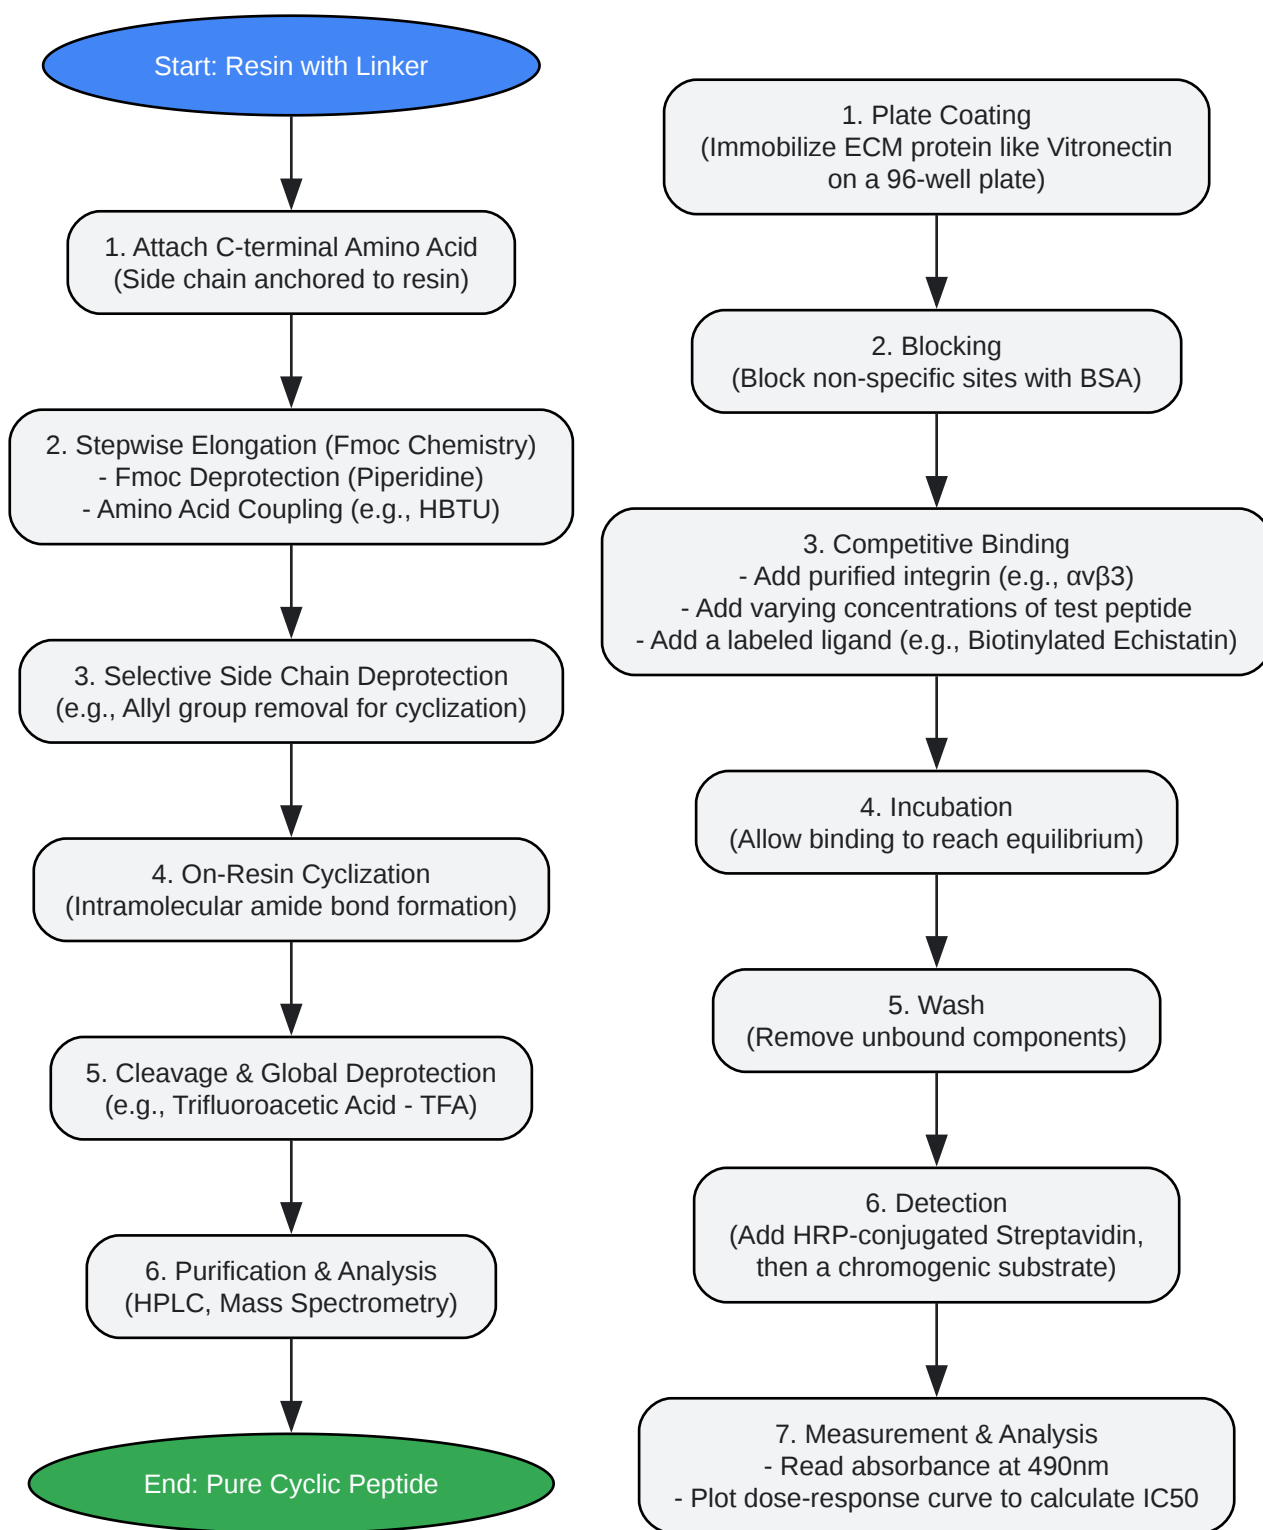 Start: Resin with Linker
1. Attach C-terminal Amino Acid
(Side chain anchored to resin)
2. Stepwise Elongation (Fmoc Chemistry)
- Fmoc Deprotection (Piperidine)
- Amino Acid Coupling (e.g., HBTU)
3. Selective Side Chain Deprotection
(e.g., Allyl group removal for cyclization)
4. On-Resin Cyclization
(Intramolecular amide bond formation)
5. Cleavage & Global Deprotection
(e.g., Trifluoroacetic Acid - TFA)
6. Purification & Analysis
(HPLC, Mass Spectrometry)
End: Pure Cyclic Peptide
1. Plate Coating
(Immobilize ECM protein like Vitronectin
on a 96-well plate)
2. Blocking
(Block non-specific sites with BSA)
3. Competitive Binding
- Add purified integrin (e.g., αvβ3)
- Add varying concentrations of test peptide
- Add a labeled ligand (e.g., Biotinylated Echistatin)
4. Incubation
(Allow binding to reach equilibrium)
5. Wash
(Remove unbound components)
6. Detection
(Add HRP-conjugated Streptavidin,
then a chromogenic substrate)
7. Measurement & Analysis
- Read absorbance at 490nm
- Plot dose-response curve to calculate IC50